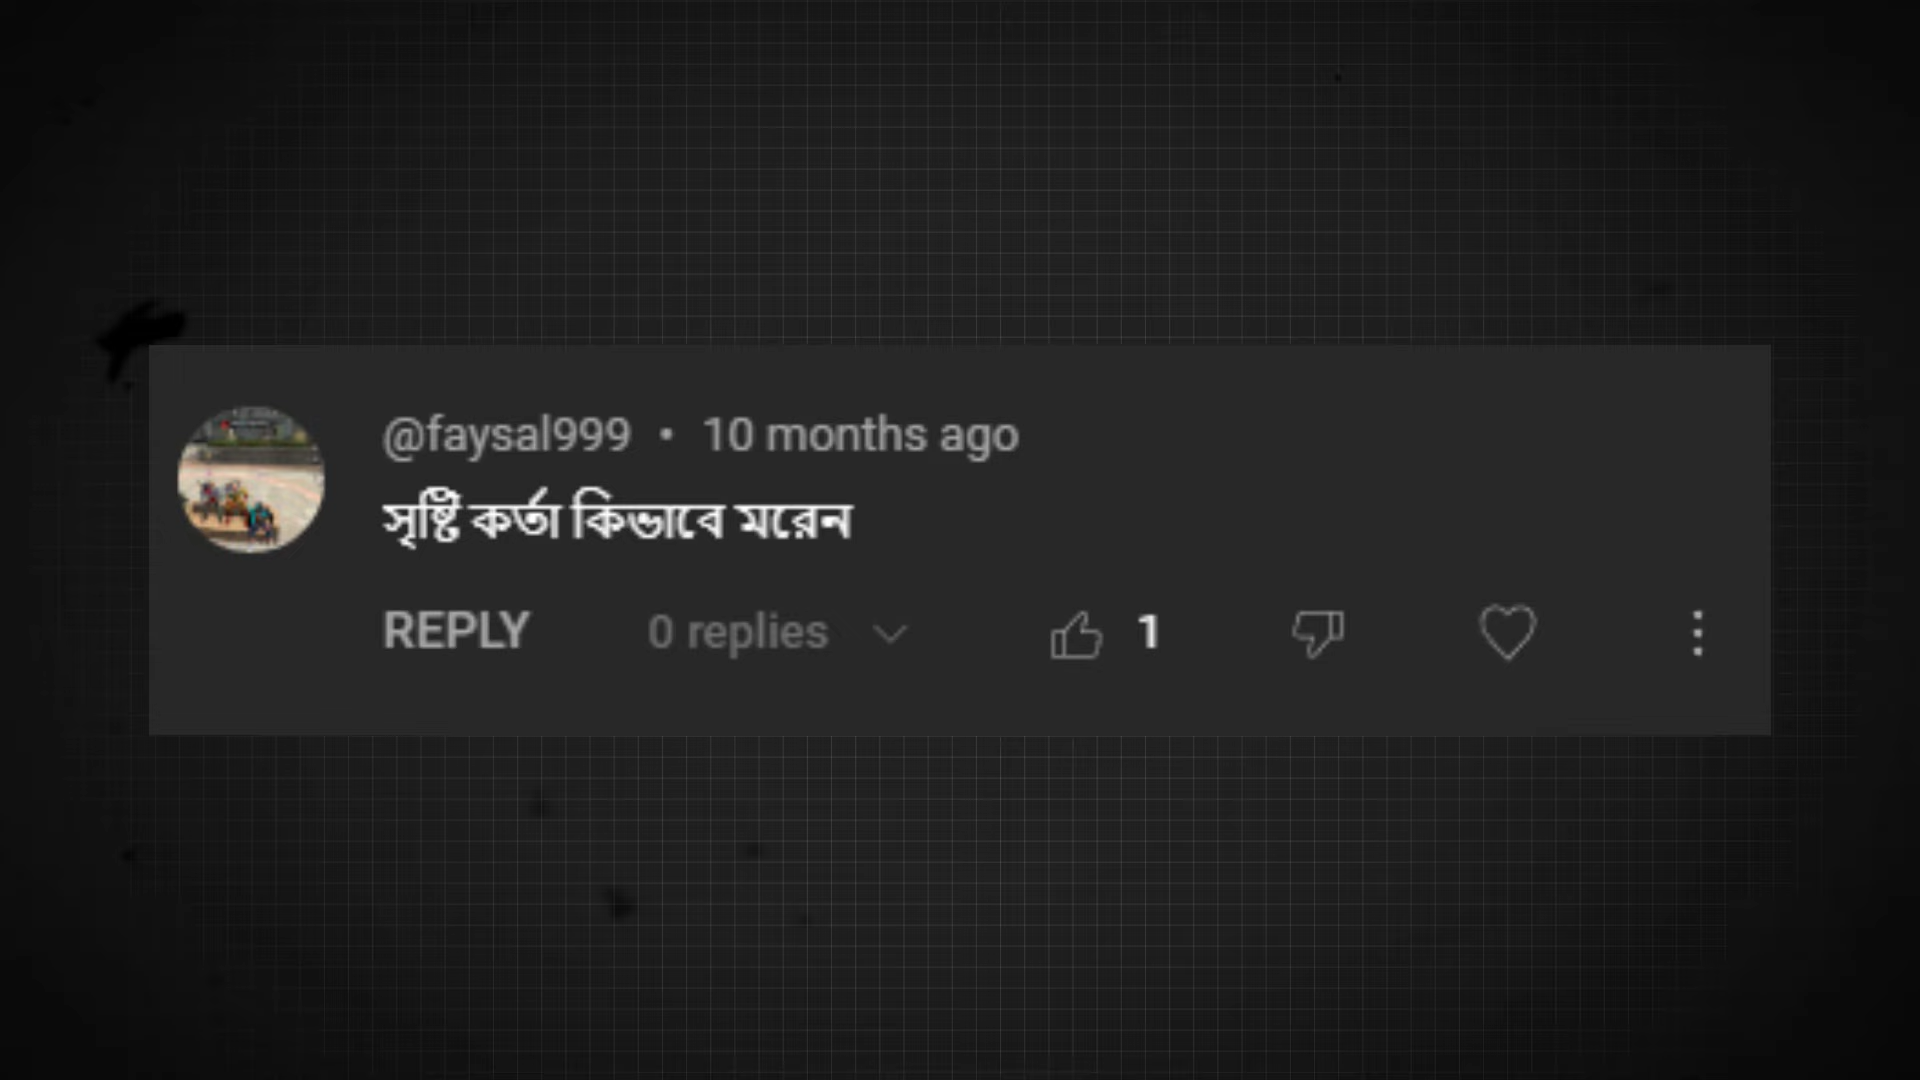 @faysal999 • 10 months ago
সৃষ্টি কর্তা কিভাবে মরেন
REPLY 0 replies 1